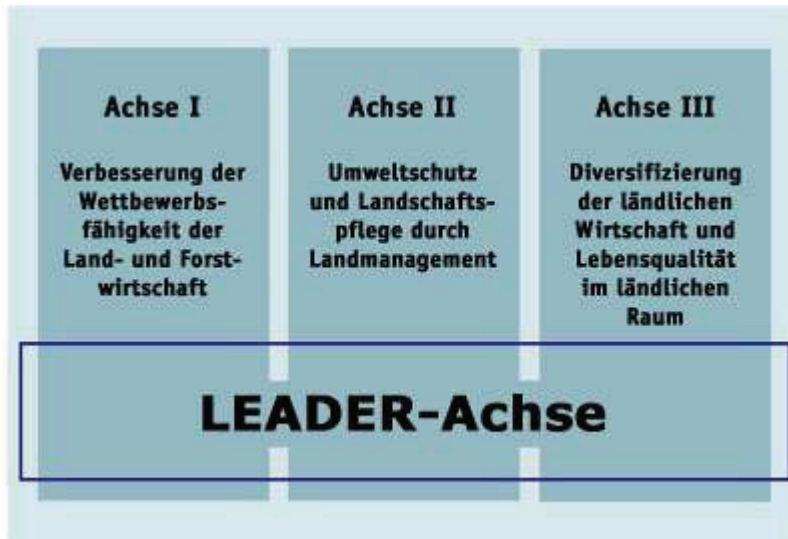 Achse I
Verbesserung der
Wettbewerbs-
fähigkeit der
Land- und Forst-
wirtschaft
Achse II
Umweltschutz
und Landschafts-
pflege durch
Landmanagement
Achse III
Diversifizierung
der ländlichen
Wirtschaft und
Lebensqualität
im ländlichen
Raum
LEADER-Achse